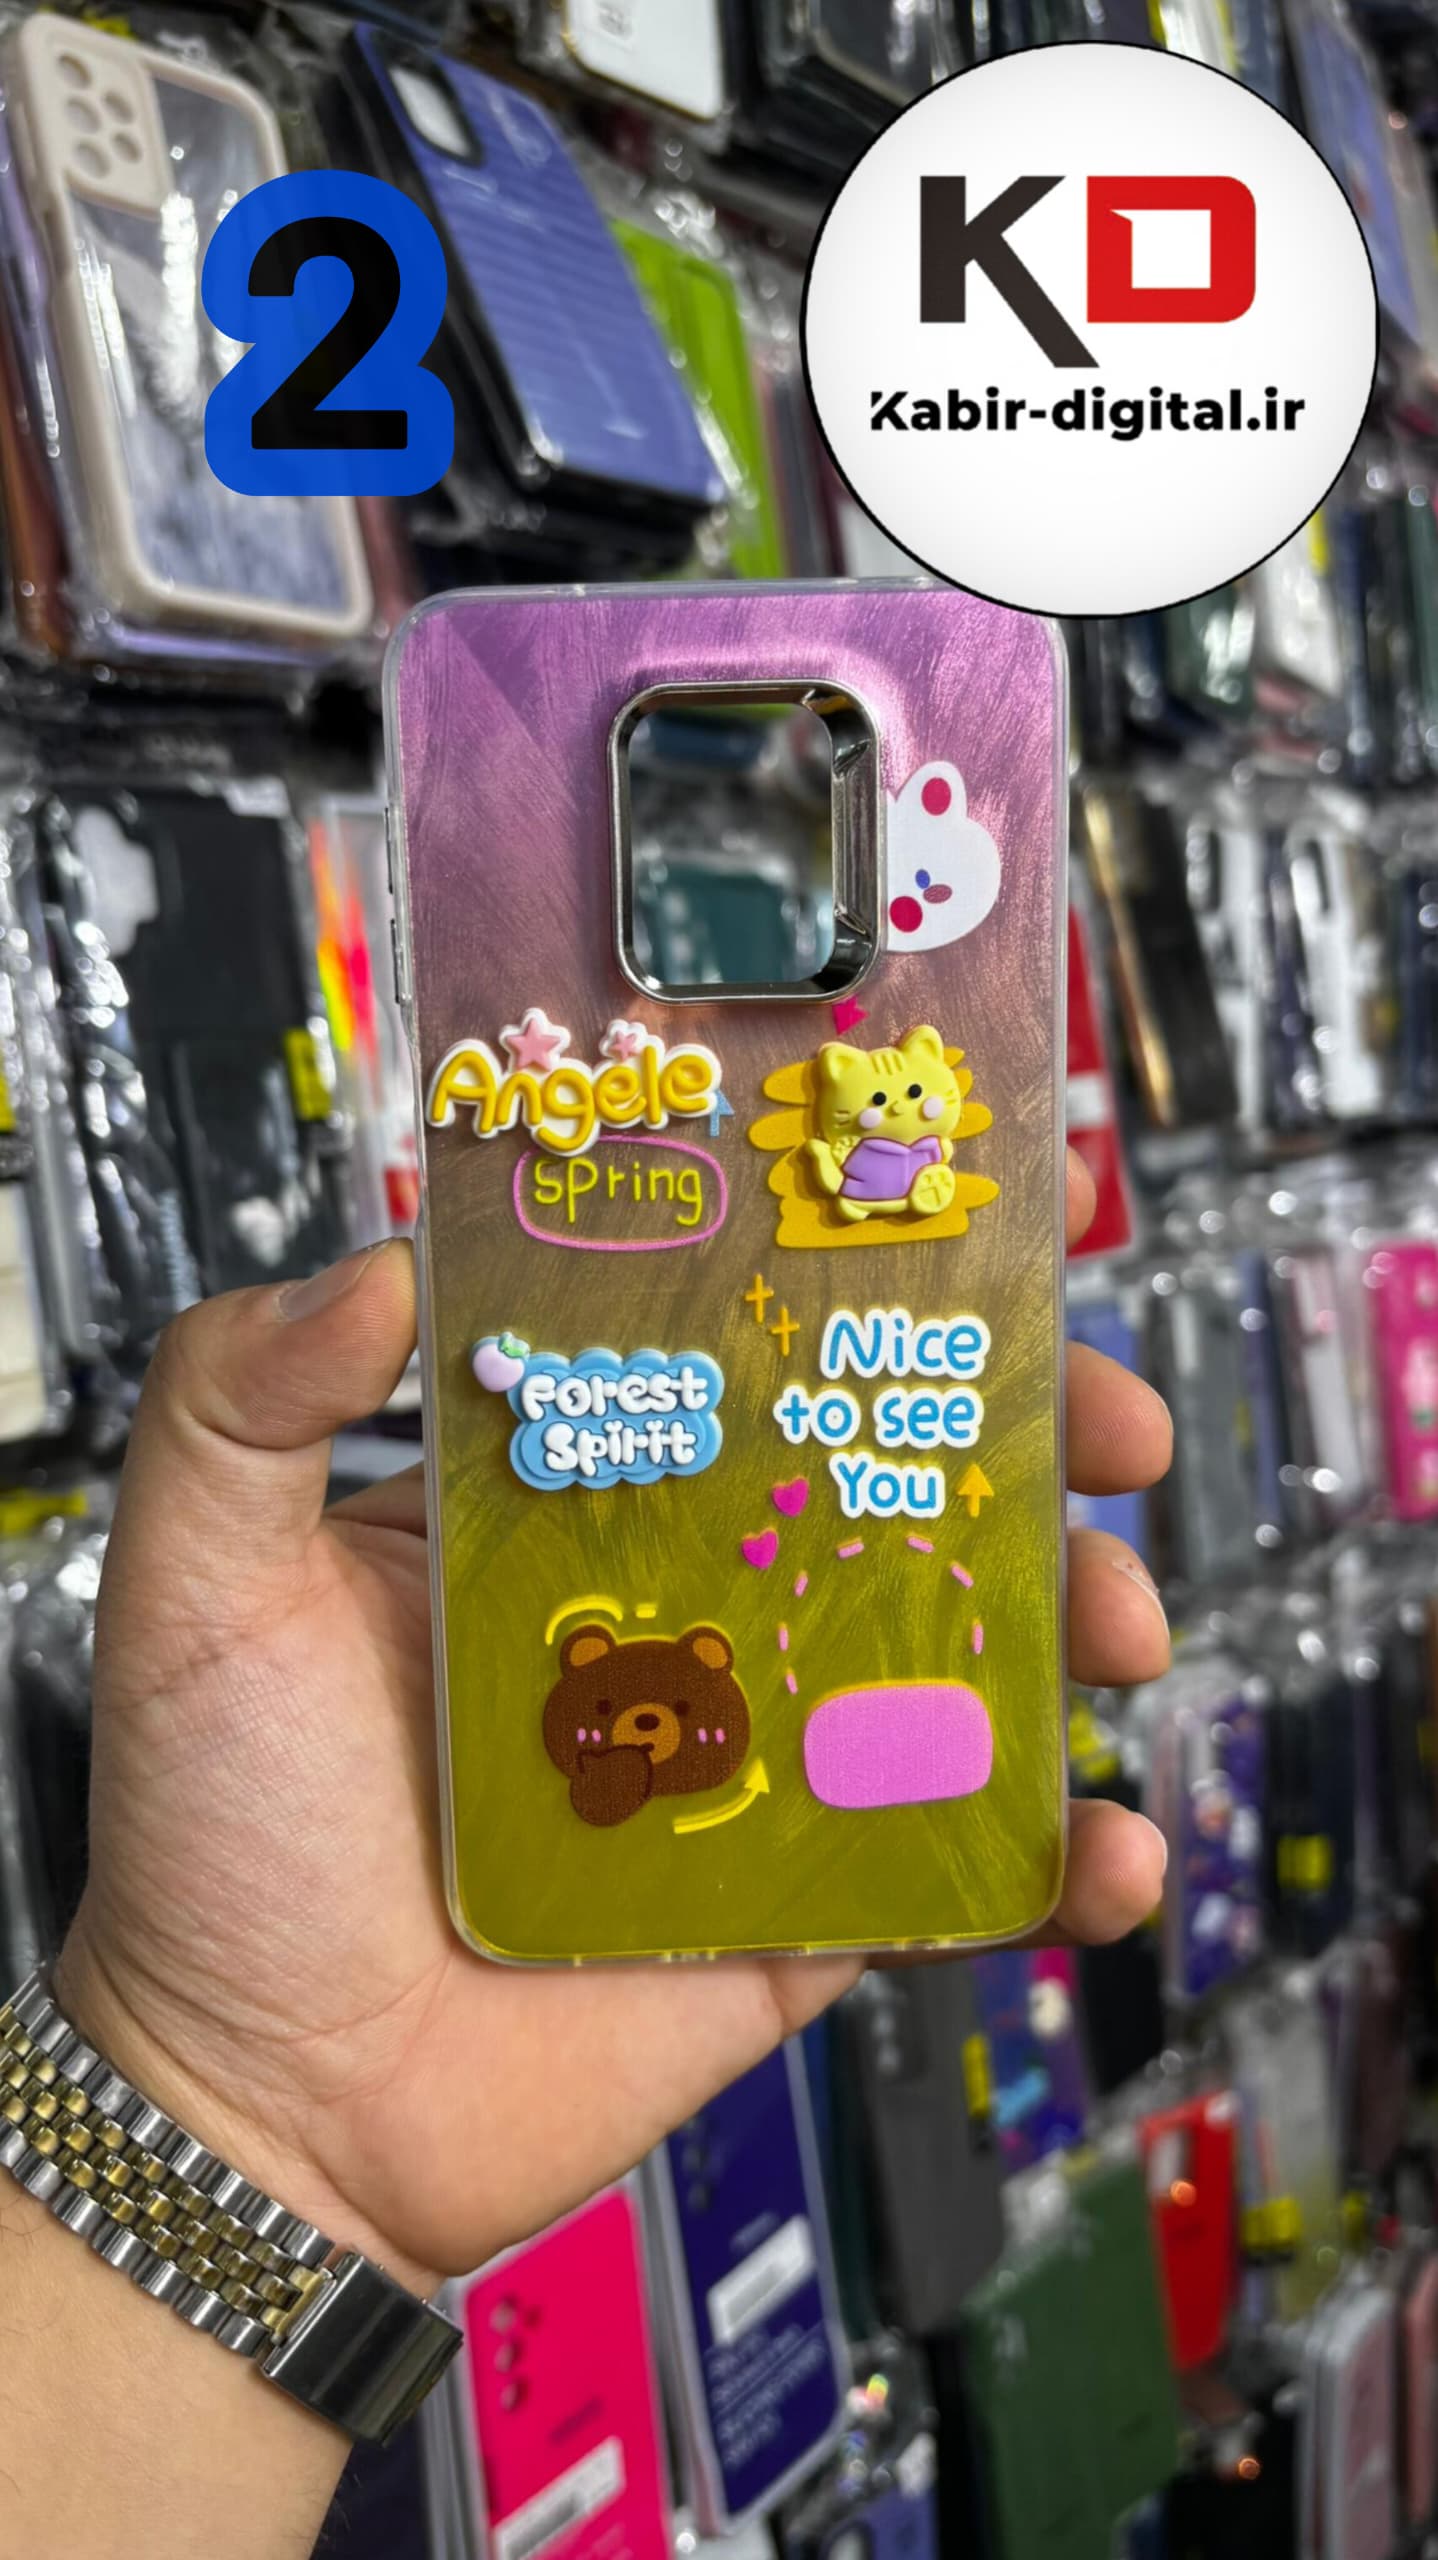 2
KD
Kabir-digital.ir
Angele
Spring
Forest
Spirit
Nice
to see
You